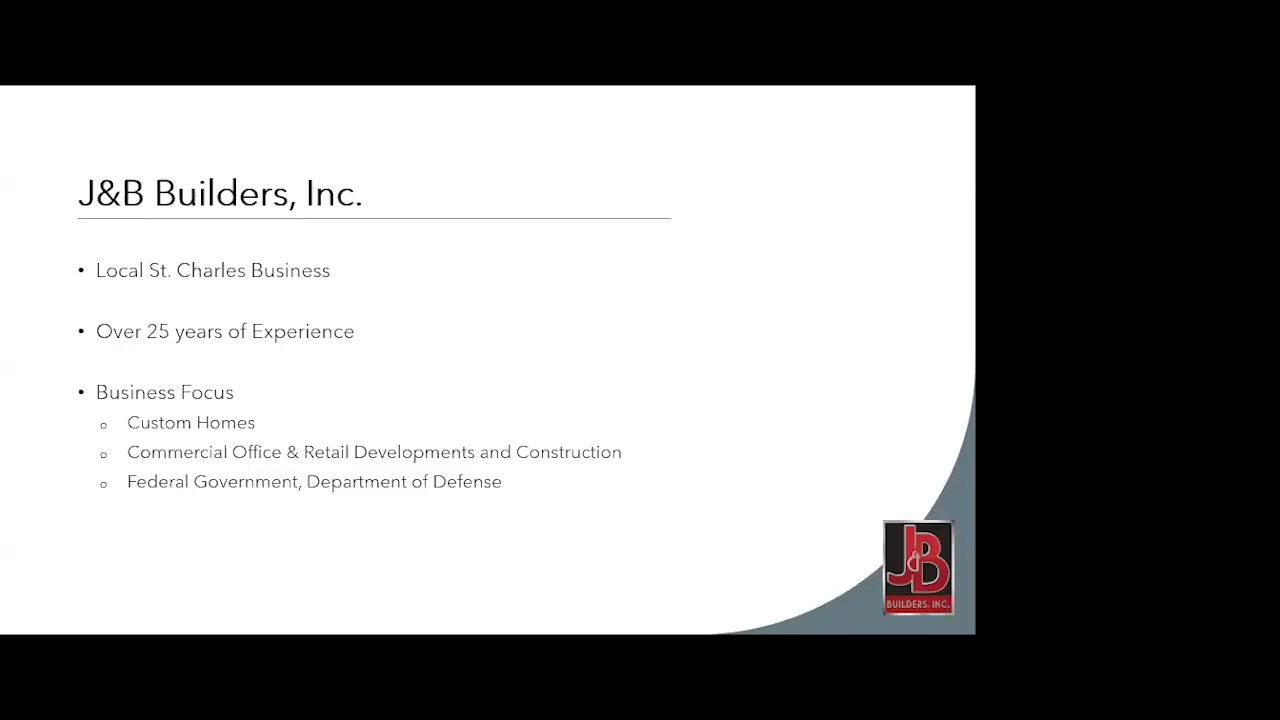 J&B Builders, Inc.
• Local St. Charles Business
• Over 25 years of Experience
• Business Focus
o Custom Homes
o Commercial Office & Retail Developments and Construction
o Federal Government, Department of Defense
J&B
BUILDERS, INC.